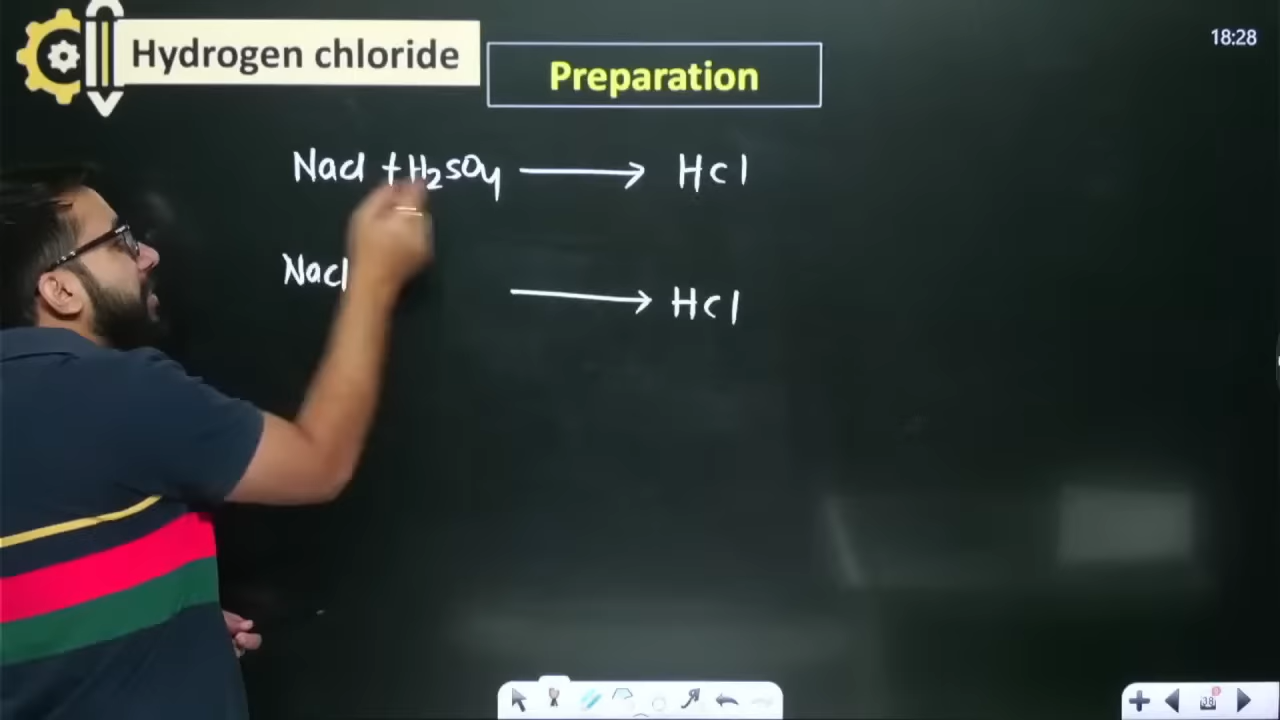 Hydrogen chloride
Preparation
18:28
Nacl + H2SO4 ⟶ HCl
Nacl ⟶ HCl